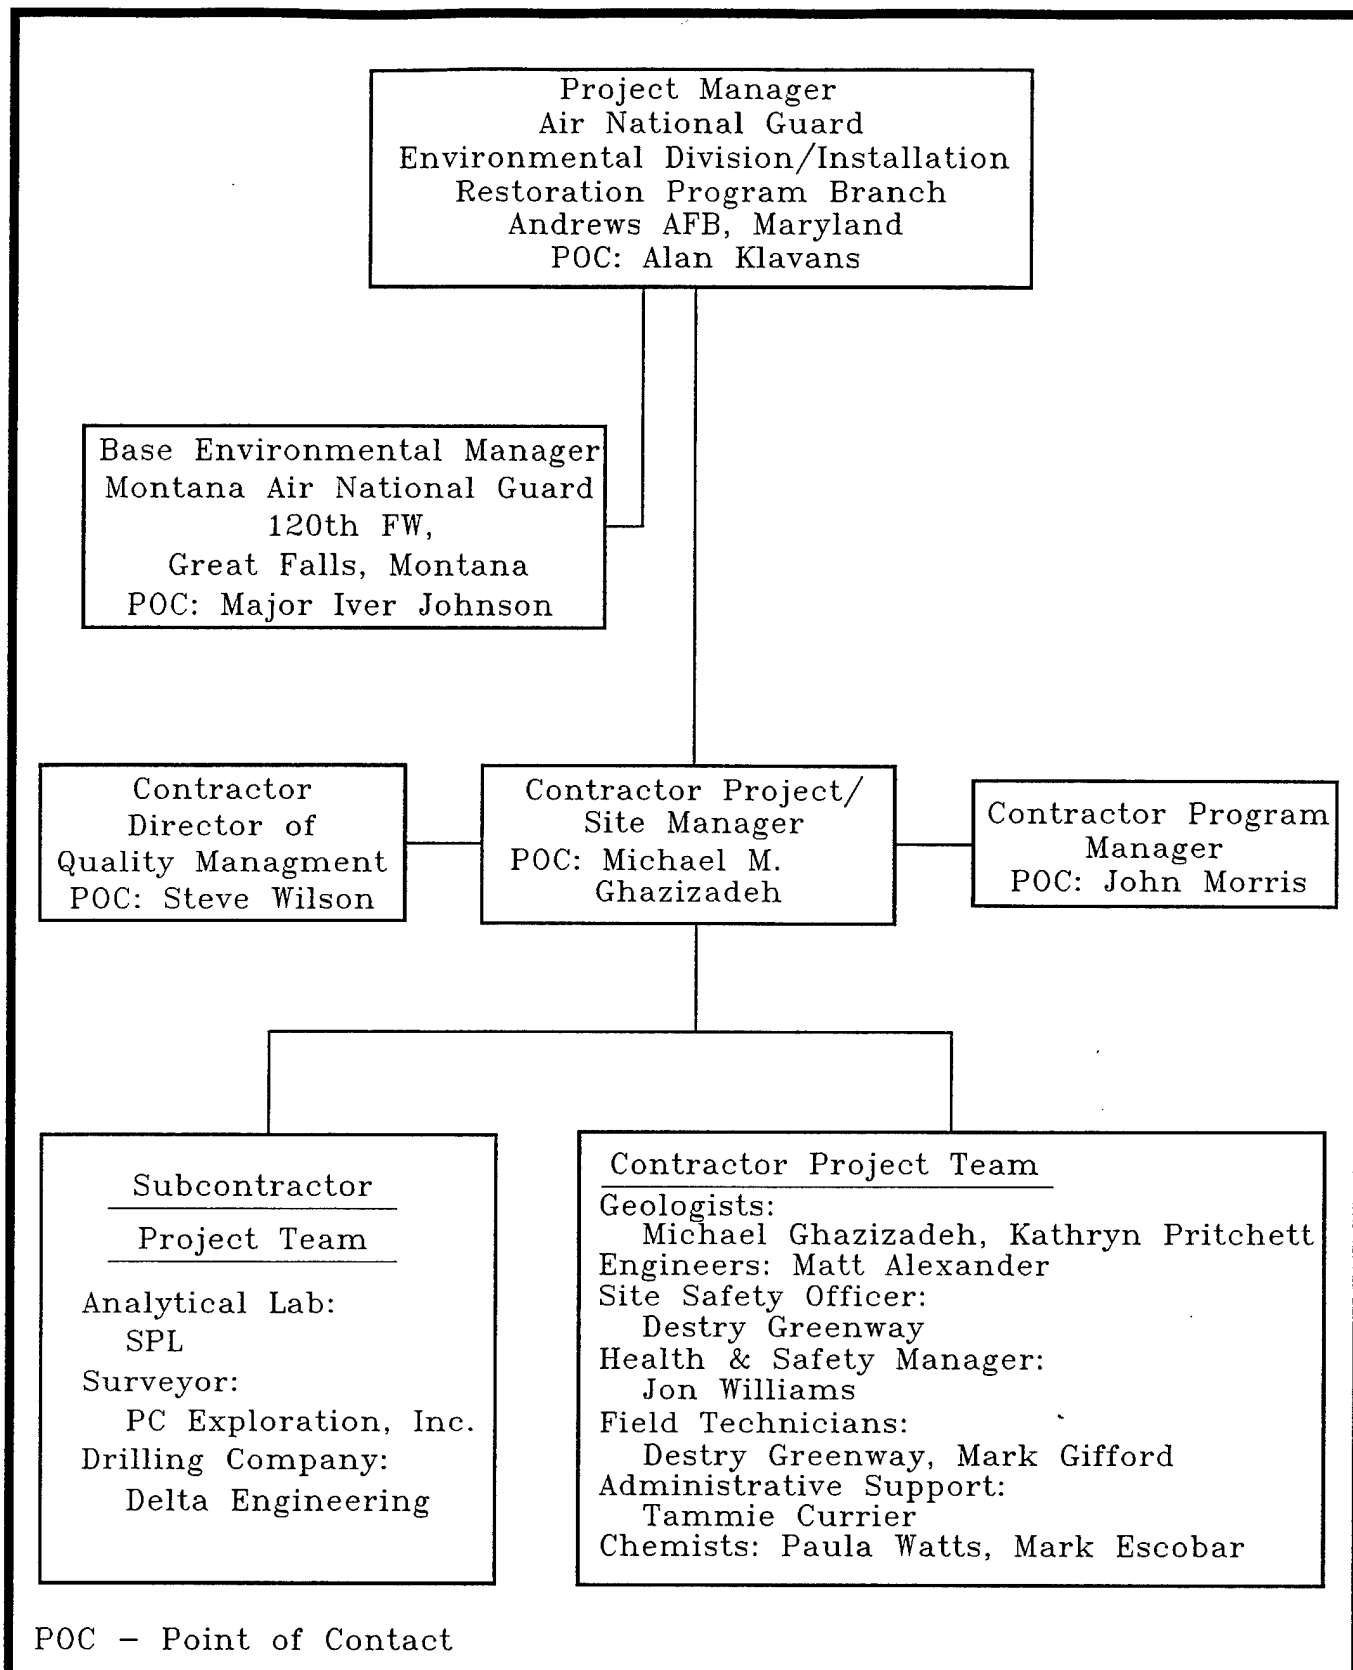 Project Manager
Air National Guard
Environmental Division/Installation
Restoration Program Branch
Andrews AFB, Maryland
POC: Alan Klavans
Base Environmental Manager
Montana Air National Guard
120th FW,
Great Falls, Montana
POC: Major Iver Johnson
Contractor
Director of
Quality Managment
POC: Steve Wilson
Contractor Project/
Site Manager
POC: Michael M.
Ghazizadeh
Contractor Program
Manager
POC: John Morris
Subcontractor
Project Team
Analytical Lab:
SPL
Surveyor:
PC Exploration, Inc.
Drilling Company:
Delta Engineering
Contractor Project Team
Geologists:
Michael Ghazizadeh, Kathryn Pritchett
Engineers: Matt Alexander
Site Safety Officer:
Destry Greenway
Health & Safety Manager:
Jon Williams
Field Technicians:
Destry Greenway, Mark Gifford
Administrative Support:
Tammie Currier
Chemists: Paula Watts, Mark Escobar
POC – Point of Contact